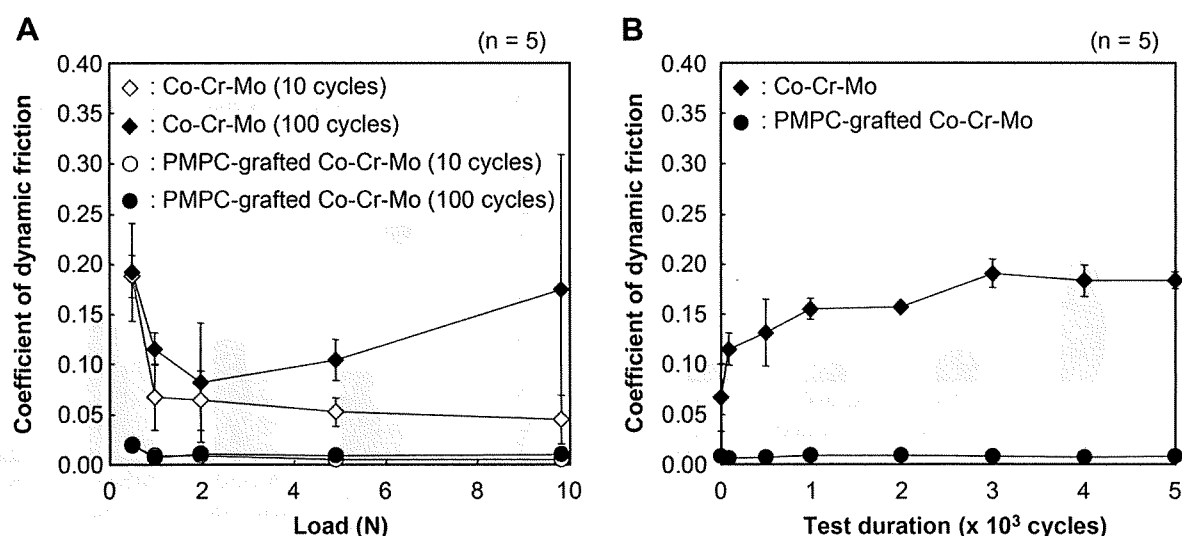 A
(n = 5)
0.40
0.35
0.30
0.25
0.20
0.15
0.10
0.05
0.00
Coefficient of dynamic friction
: Co-Cr-Mo (10 cycles)
: Co-Cr-Mo (100 cycles)
: PMPC-grafted Co-Cr-Mo (10 cycles)
: PMPC-grafted Co-Cr-Mo (100 cycles)
0 2 4 6 8 10
Load (N)
B
(n = 5)
0.40
0.35
0.30
0.25
0.20
0.15
0.10
0.05
0.00
Coefficient of dynamic friction
: Co-Cr-Mo
: PMPC-grafted Co-Cr-Mo
0 1 2 3 4 5
Test duration (x 10³ cycles)